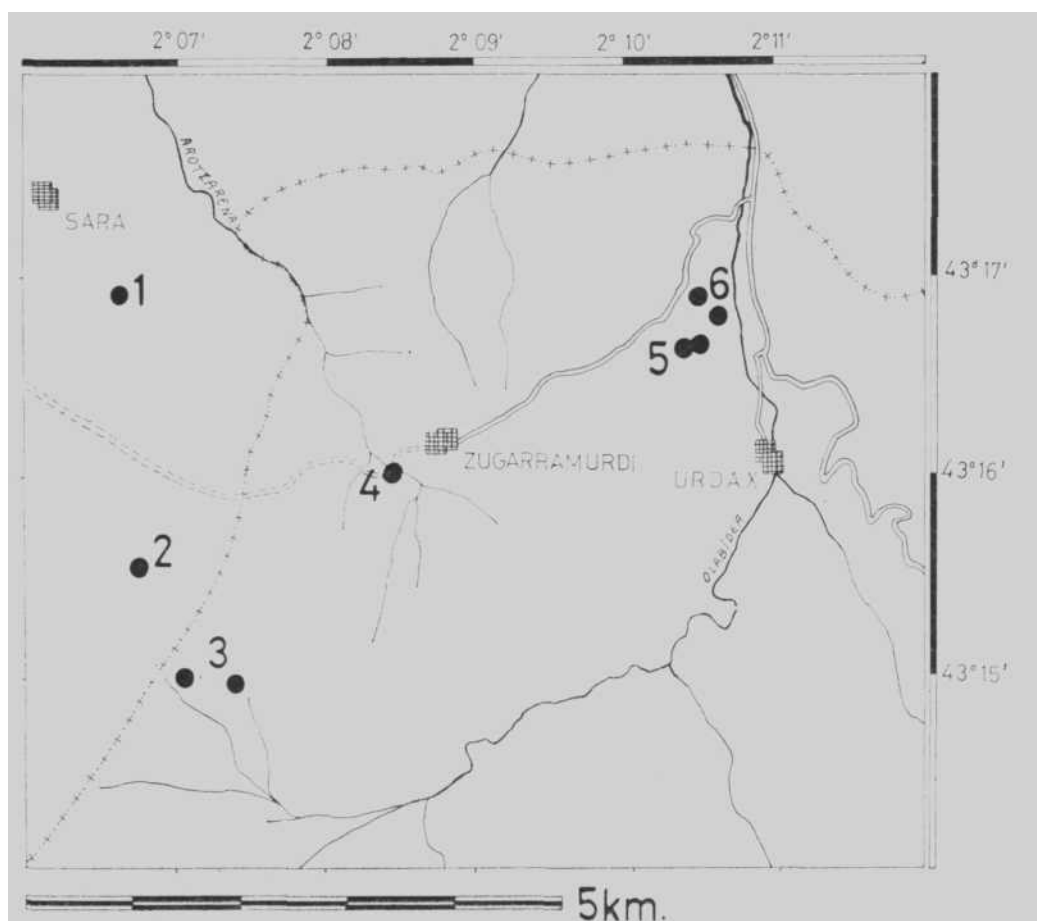 2° 07' 2° 08' 2° 09' 2° 10' 2° 11'
AROTZARENA
SARA
43° 17'
1
6
5
ZUGARRAMURDI
4
URDAX
43° 16'
2
OLABIDEA
3
43° 15'
5km.